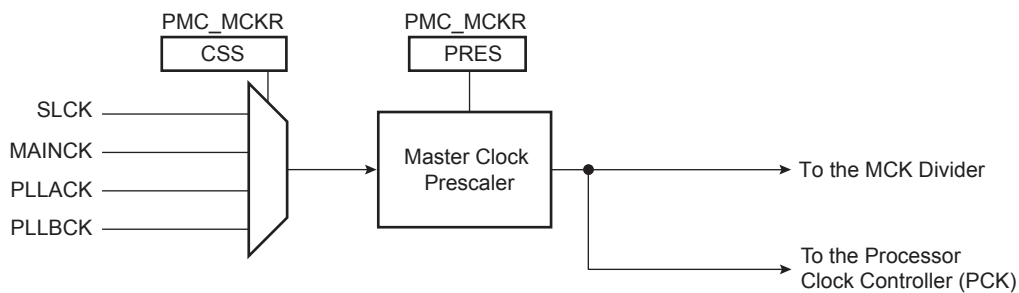 PMC_MCKR
CSS
PMC_MCKR
PRES
SLCK
MAINCK
PLLACK
PLLBCK
Master Clock
Prescaler
To the MCK Divider
To the Processor
Clock Controller (PCK)